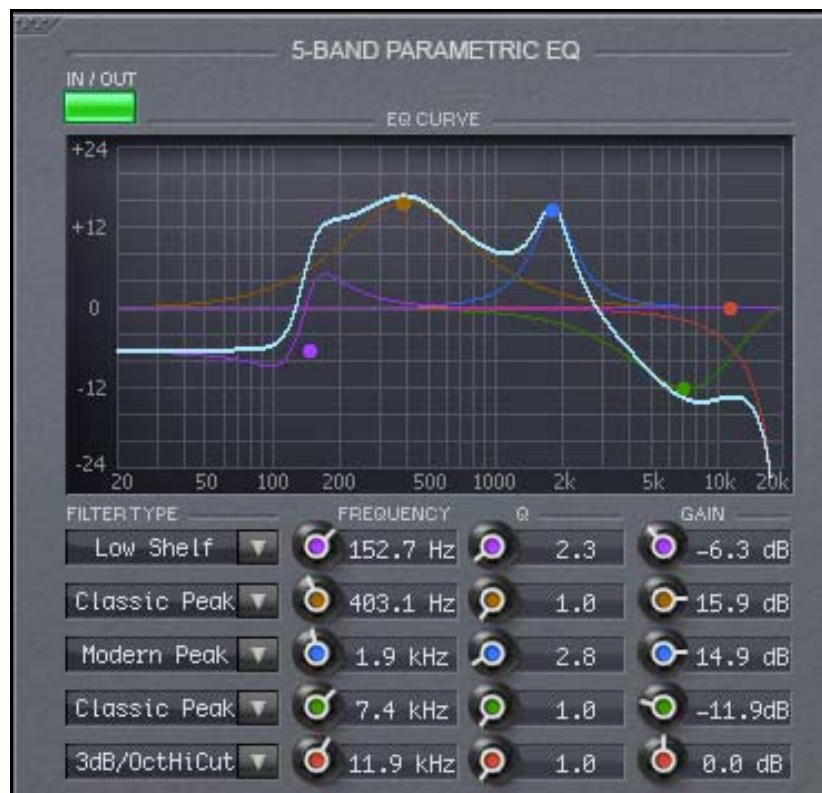 5-BAND PARAMETRIC EQ
IN / OUT
EQ CURVE
+24
+12
0
-12
-24
20 50 100 200 500 1000 2k 5k 10k 20k
FILTER TYPE FREQUENCY Q GAIN
Low Shelf 152.7 Hz 2.3 -6.3 dB
Classic Peak 403.1 Hz 1.0 15.9 dB
Modern Peak 1.9 kHz 2.8 14.9 dB
Classic Peak 7.4 kHz 1.0 -11.9dB
3dB/OctHiCut 11.9 kHz 1.0 0.0 dB